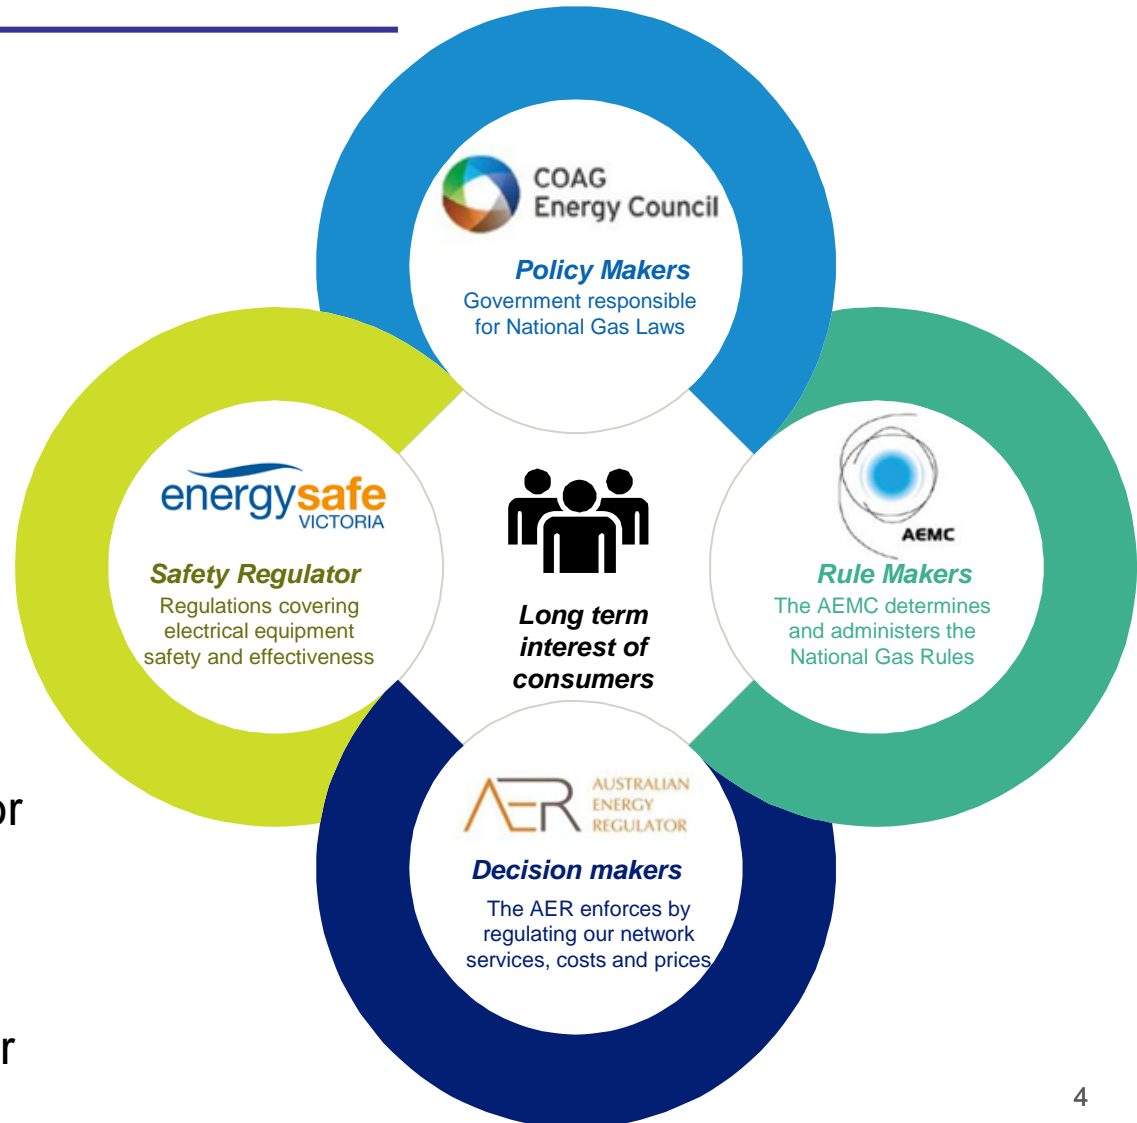 COAG
Energy Council
Policy Makers
Government responsible
for National Gas Laws
energysafe
VICTORIA
Safety Regulator
Regulations covering
electrical equipment
safety and effectiveness
Long term
interest of
consumers
AEMC
Rule Makers
The AEMC determines
and administers the
National Gas Rules
AER
AUSTRALIAN
ENERGY
REGULATOR
Decision makers
The AER enforces by
regulating our network
services, costs and prices
or
r
4